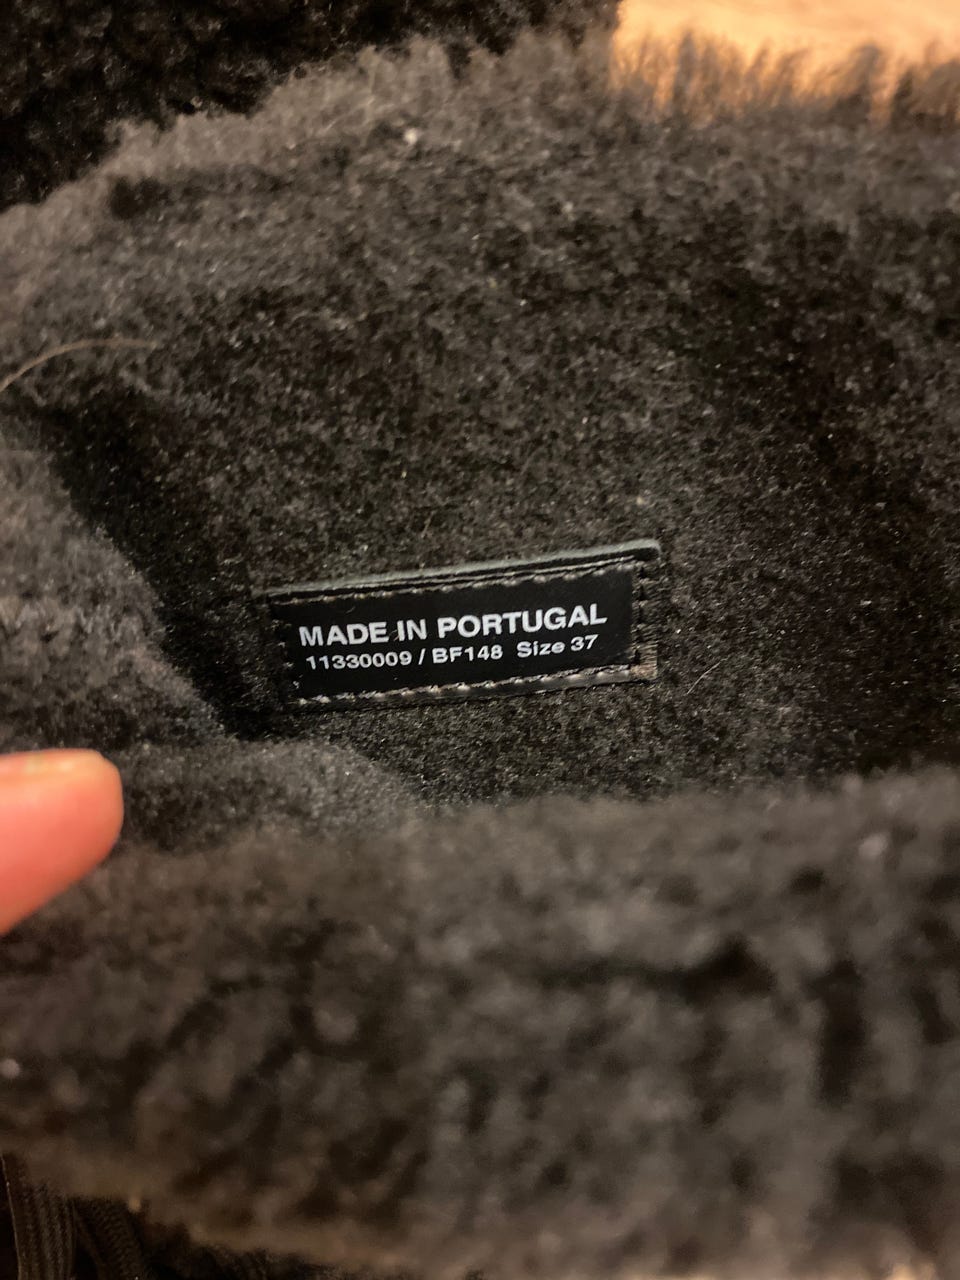 MADE IN PORTUGAL
11330009 / BF148 Size 37